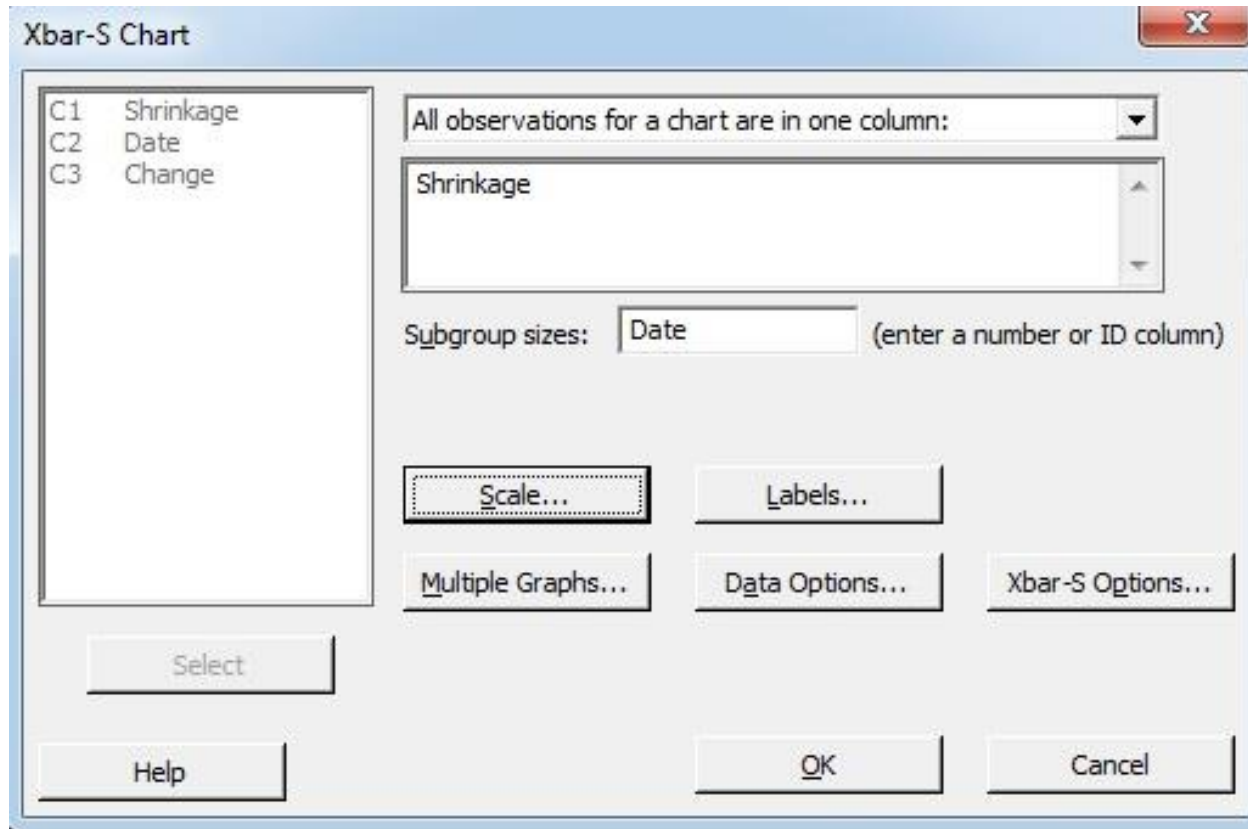 Xbar-S Chart
X
C1 Shrinkage
C2 Date
C3 Change
All observations for a chart are in one column:
Shrinkage
Subgroup sizes: Date (enter a number or ID column)
Scale... Labels...
Multiple Graphs... Data Options... Xbar-S Options...
Select
Help OK Cancel